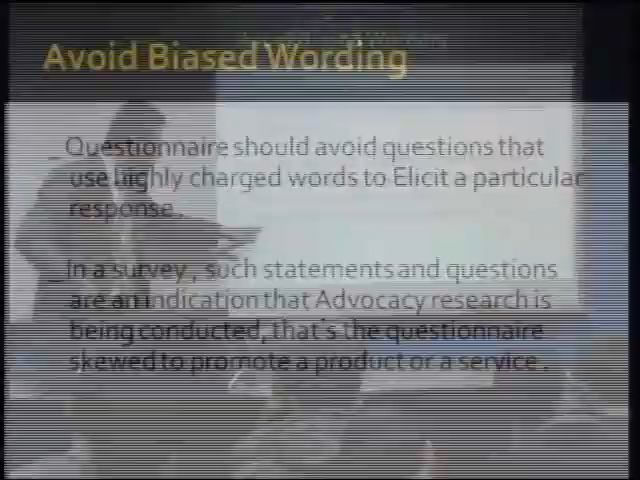 Avoid Biased Wording
_ Questionnaire should avoid questions that
use highly charged words to Elicit a particular
response .
_ In a survey , such statements and questions
are an indication that Advocacy research is
being conducted, that's the questionnaire
skewed to promote a product or a service .